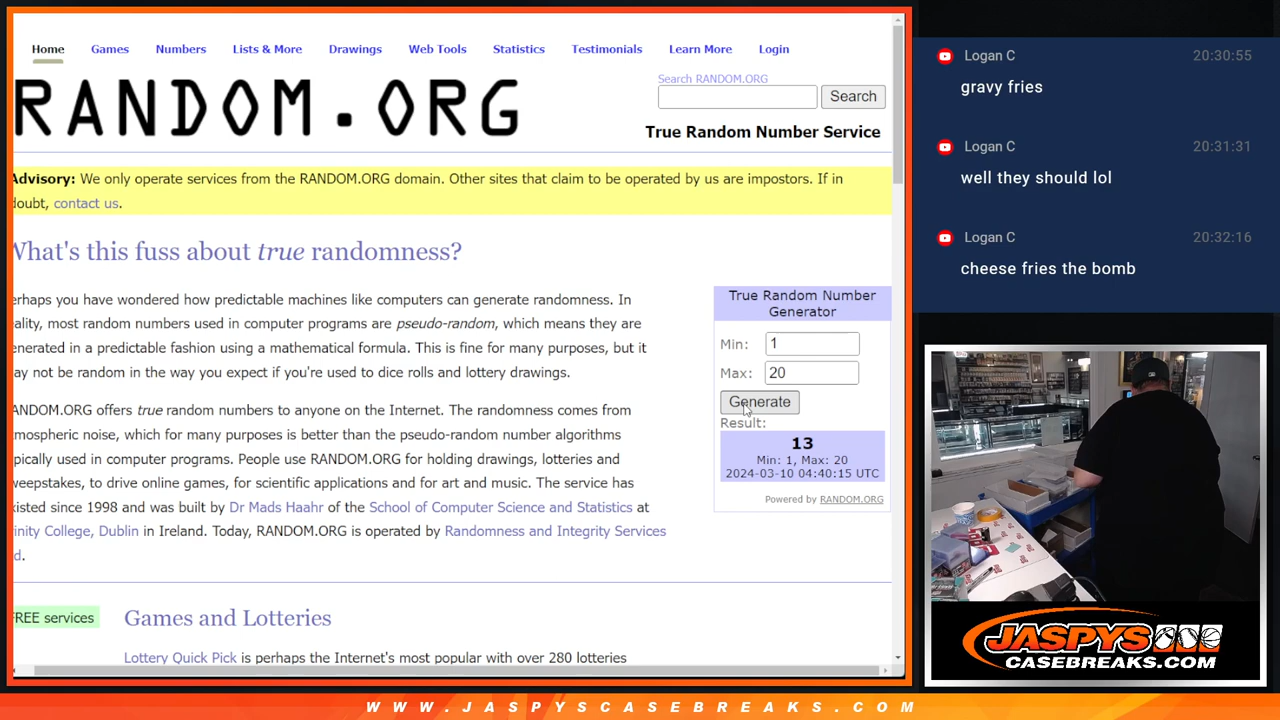 Home Games Numbers Lists & More Drawings Web Tools Statistics Testimonials Learn More Login
RANDOM.ORG
Search RANDOM.ORG
Search
True Random Number Service
Advisory: We only operate services from the RANDOM.ORG domain. Other sites that claim to be operated by us are impostors. If in
doubt, contact us.
What's this fuss about true randomness?
erhaps you have wondered how predictable machines like computers can generate randomness. In
ality, most random numbers used in computer programs are pseudo-random, which means they are
enerated in a predictable fashion using a mathematical formula. This is fine for many purposes, but it
ay not be random in the way you expect if you're used to dice rolls and lottery drawings.
ANDOM.ORG offers true random numbers to anyone on the Internet. The randomness comes from
mospheric noise, which for many purposes is better than the pseudo-random number algorithms
pically used in computer programs. People use RANDOM.ORG for holding drawings, lotteries and
weepstakes, to drive online games, for scientific applications and for art and music. The service has
isted since 1998 and was built by Dr Mads Haahr of the School of Computer Science and Statistics at
inity College, Dublin in Ireland. Today, RANDOM.ORG is operated by Randomness and Integrity Services
d.
True Random Number
Generator
Min: 1
Max: 20
Generate
Result:
13
Min: 1, Max: 20
2024-03-10 04:40:15 UTC
Powered by RANDOM.ORG
FREE services
Games and Lotteries
Lottery Quick Pick is perhaps the Internet's most popular with over 280 lotteries
Logan C 20:30:55
gravy fries
Logan C 20:31:31
well they should lol
Logan C 20:32:16
cheese fries the bomb
JASPYS
CASEBREAKS.COM
WWW.JASPYSCASEBREAKS.COM